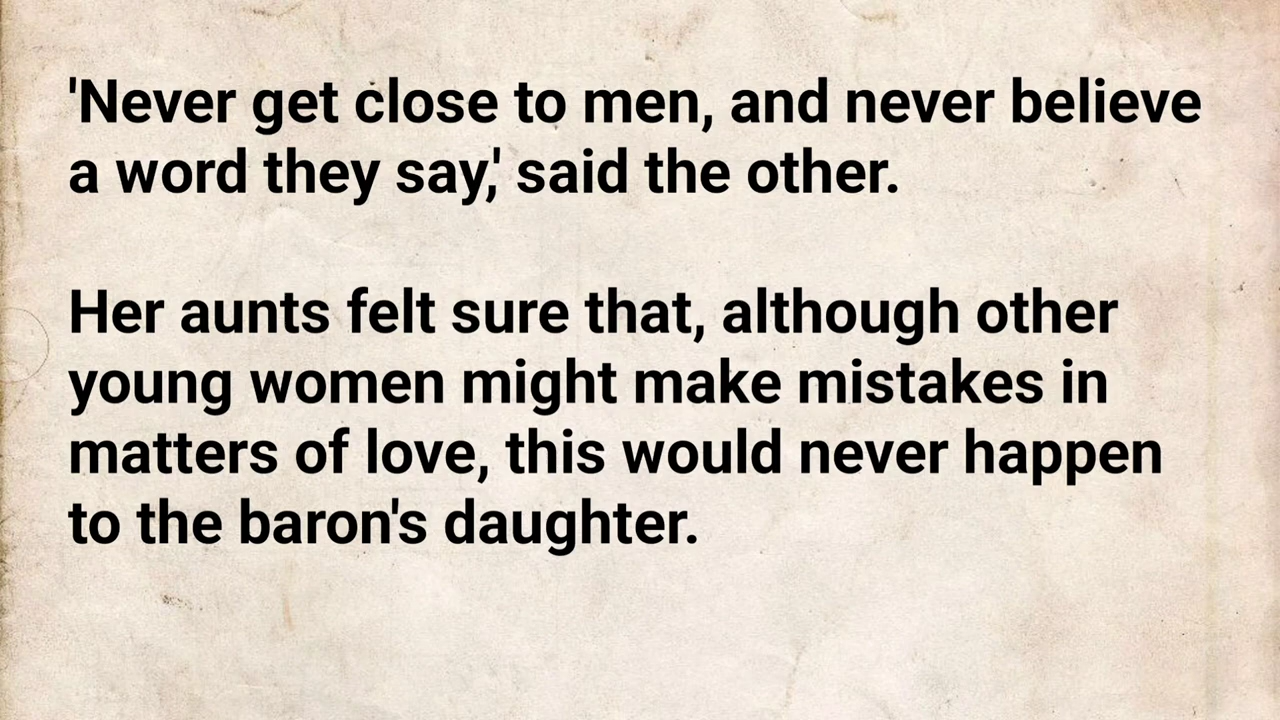 'Never get close to men, and never believe
a word they say,' said the other.
Her aunts felt sure that, although other
young women might make mistakes in
matters of love, this would never happen
to the baron's daughter.